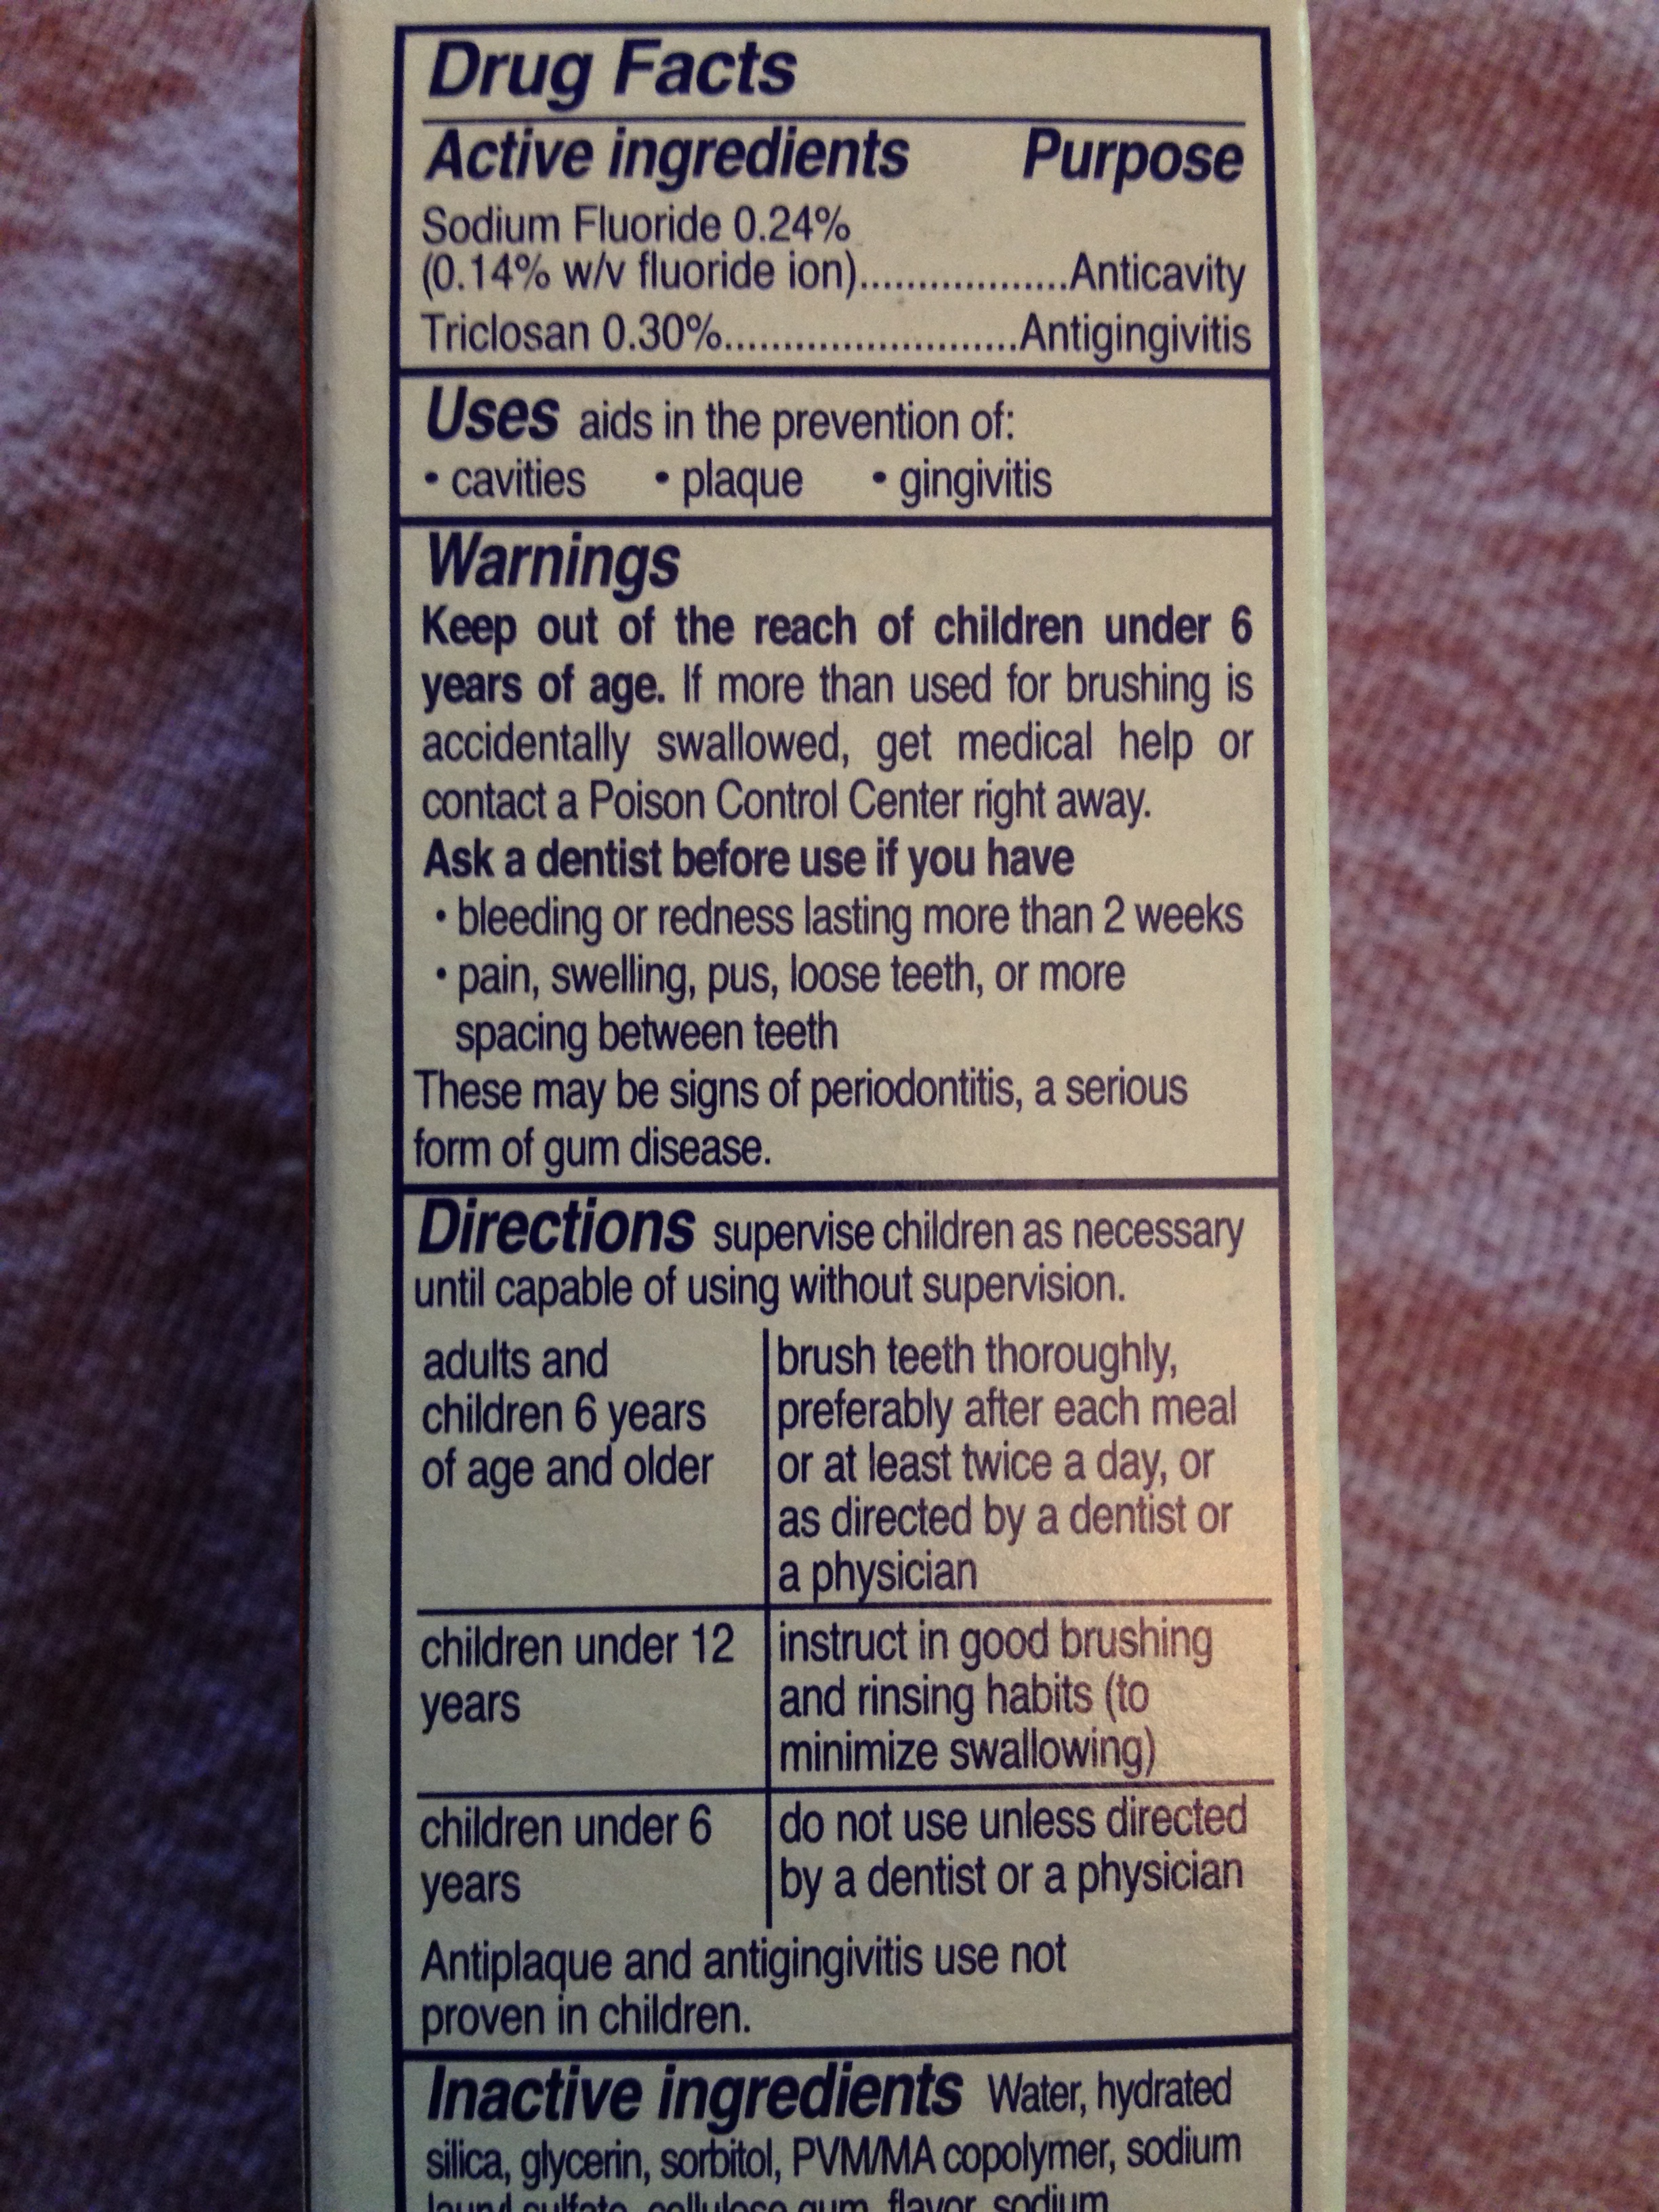 Drug Facts
Active ingredients Purpose
Sodium Fluoride 0.24%
(0.14% w/v fluoride ion)..................Anticavity
Triclosan 0.30%.........................Antigingivitis
Uses aids in the prevention of:
• cavities • plaque • gingivitis
Warnings
Keep out of the reach of children under 6
years of age. If more than used for brushing is
accidentally swallowed, get medical help or
contact a Poison Control Center right away.
Ask a dentist before use if you have
• bleeding or redness lasting more than 2 weeks
• pain, swelling, pus, loose teeth, or more
spacing between teeth
These may be signs of periodontitis, a serious
form of gum disease.
Directions supervise children as necessary
until capable of using without supervision.
adults and
children 6 years
of age and older
brush teeth thoroughly,
preferably after each meal
or at least twice a day, or
as directed by a dentist or
a physician
children under 12
years
instruct in good brushing
and rinsing habits (to
minimize swallowing)
children under 6
years
do not use unless directed
by a dentist or a physician
Antiplaque and antigingivitis use not
proven in children.
Inactive ingredients Water, hydrated
silica, glycerin, sorbitol, PVM/MA copolymer, sodium
lauryl sulfate, cellulose gum, flavor, sodium